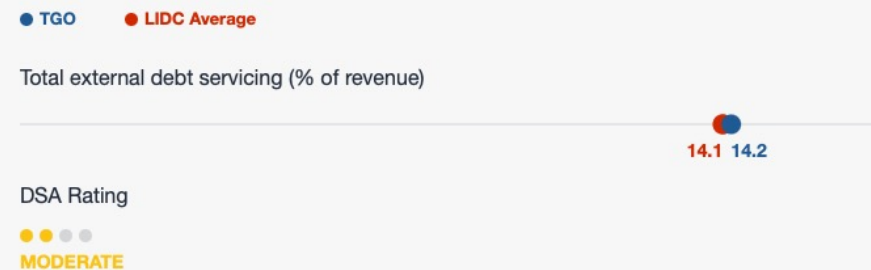 TGO LIDC Average
Total external debt servicing (% of revenue)
14.1 14.2
DSA Rating
MODERATE